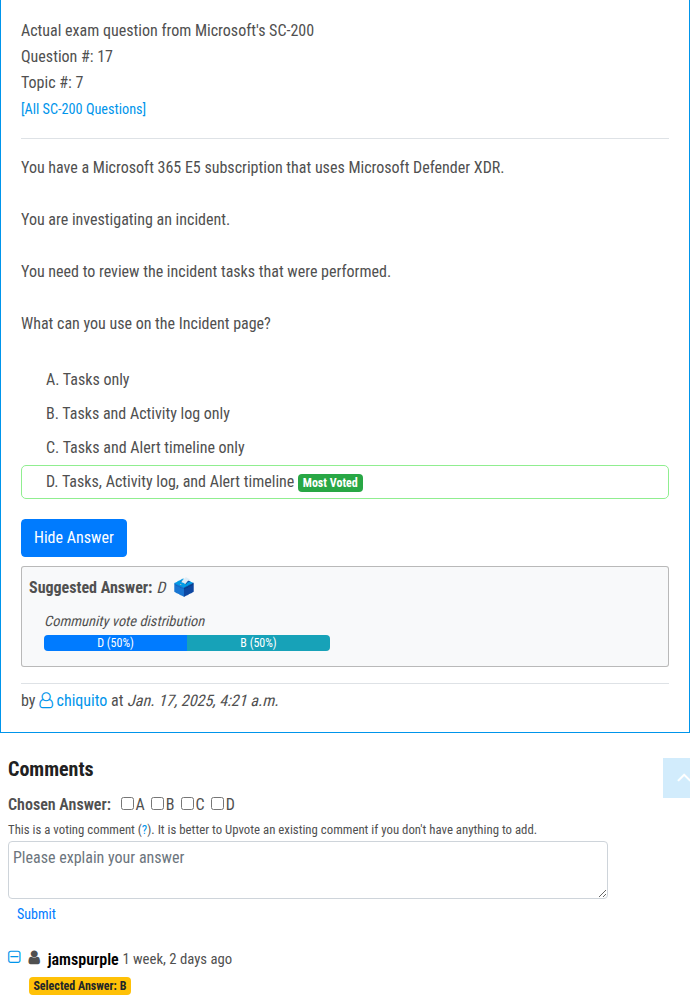 Actual exam question from Microsoft's SC-200
Question #: 17
Topic #: 7
[All SC-200 Questions]
You have a Microsoft 365 E5 subscription that uses Microsoft Defender XDR.
You are investigating an incident.
You need to review the incident tasks that were performed.
What can you use on the Incident page?
A. Tasks only
B. Tasks and Activity log only
C. Tasks and Alert timeline only
D. Tasks, Activity log, and Alert timeline Most Voted
Hide Answer
Suggested Answer: D
Community vote distribution
D (50%) B (50%)
by chiquito at Jan. 17, 2025, 4:21 a.m.
Comments
Chosen Answer: A B C D
This is a voting comment (?). It is better to Upvote an existing comment if you don't have anything to add.
Please explain your answer
Submit
jamspurple 1 week, 2 days ago
Selected Answer: B